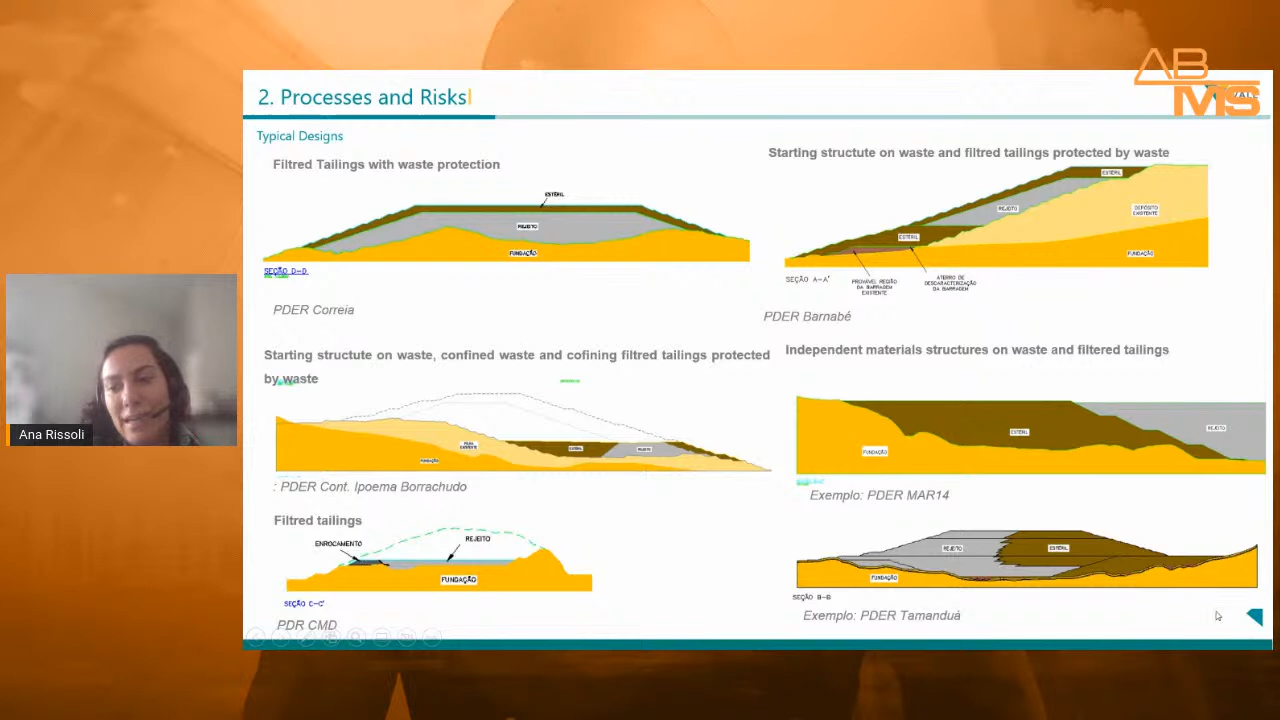 ABMS
2. Processes and Risks
Typical Designs
Filtred Tailings with waste protection
ESTÉRIL
REJEITO
FUNDAÇÃO
SEÇÃO D-D
PDER Correia
Starting structute on waste and filtred tailings protected by waste
ESTÉRIL
REJEITO
DEPÓSITO
EXISTENTE
ESTÉRIL
FUNDAÇÃO
SEÇÃO A-A'
PROVÁVEL REGIÃO
DA BARRAGEM
EXISTENTE
ATERRO DE
DESCARACTERIZAÇÃO
DA BARRAGEM
PDER Barnabé
Starting structute on waste, confined waste and cofining filtred tailings protected
by waste
PILHA
EXISTENTE
ESTÉRIL
REJEITO
FUNDAÇÃO
: PDER Cont. Ipoema Borrachudo
Independent materials structures on waste and filtered tailings
REJEITO
ESTÉRIL
FUNDAÇÃO
Exemplo: PDER MAR14
Filtred tailings
ENROCAMENTO
REJEITO
FUNDAÇÃO
SEÇÃO C-C'
PDR CMD
REJEITO
ESTÉRIL
FUNDAÇÃO
SEÇÃO B-B
Exemplo: PDER Tamanduá
Ana Rissoli